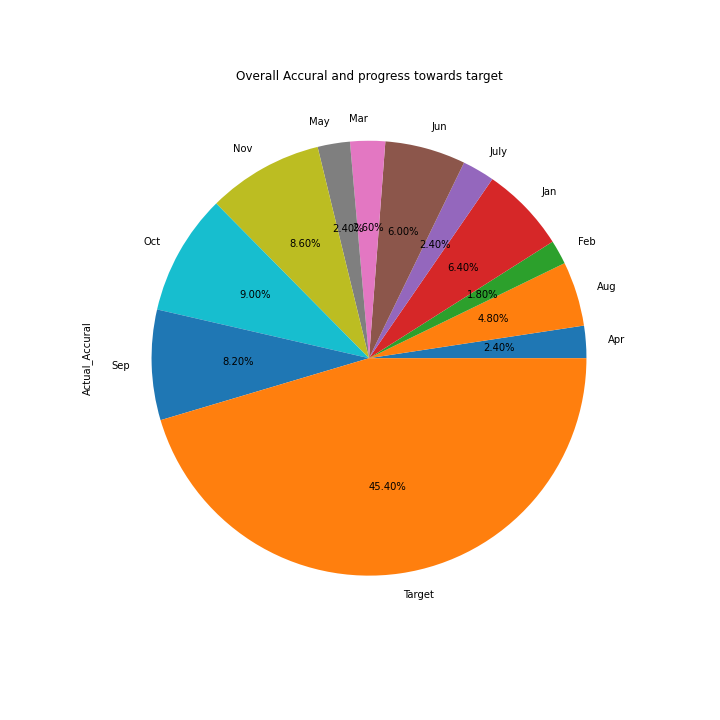 Overall Accural and progress towards target
May
Mar
Jun
Nov
July
Jan
Oct
Feb
Aug
Apr
Sep
Target
Actual_Accural
2.40%
2.60%
6.00%
8.60%
2.40%
6.40%
9.00%
1.80%
4.80%
2.40%
8.20%
45.40%